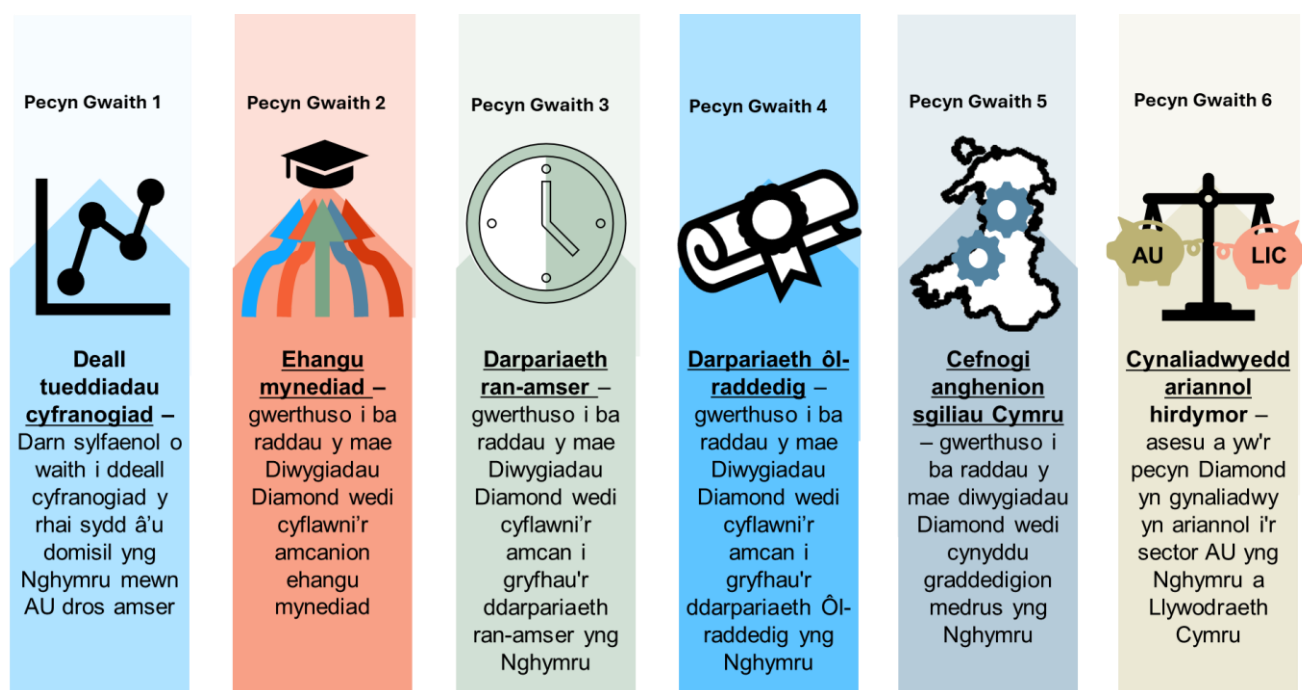 Pecyn Gwaith 1
Deall
tueddiadau
cyfranogiad –
Darn sylfaenol o
waith i ddeall
cyfranogiad y
rhai sydd â'u
domisil yng
Nghymru mewn
AU dros amser
Pecyn Gwaith 2
Ehangu
mynediad –
gwerthuso i ba
raddau y mae
Diwygiadau
Diamond wedi
cyflawni’r
amcanion
ehangu
mynediad
Pecyn Gwaith 3
Darpariaeth
ran-amser –
gwerthuso i ba
raddau y mae
Diwygiadau
Diamond wedi
cyflawni’r
amcan i
gryfhau'r
ddarpariaeth
ran-amser yng
Nghymru
Pecyn Gwaith 4
Darpariaeth ôl-
raddedig –
gwerthuso i ba
raddau y mae
Diwygiadau
Diamond wedi
cyflawni’r
amcan i
gryfhau'r
ddarpariaeth Ôl-
raddedig yng
Nghymru
Pecyn Gwaith 5
Cefnogi
anghenion
sgiliau Cymru
– gwerthuso i
ba raddau y
mae diwygiadau
Diamond wedi
cynyddu
graddedigion
medrus yng
Nghymru
Pecyn Gwaith 6
AU
LIC
Cynaliadwyedd
ariannol
hirdymor –
asesu a yw'r
pecyn Diamond
yn gynaliadwy
yn ariannol i'r
sector AU yng
Nghymru a
Llywodraeth
Cymru